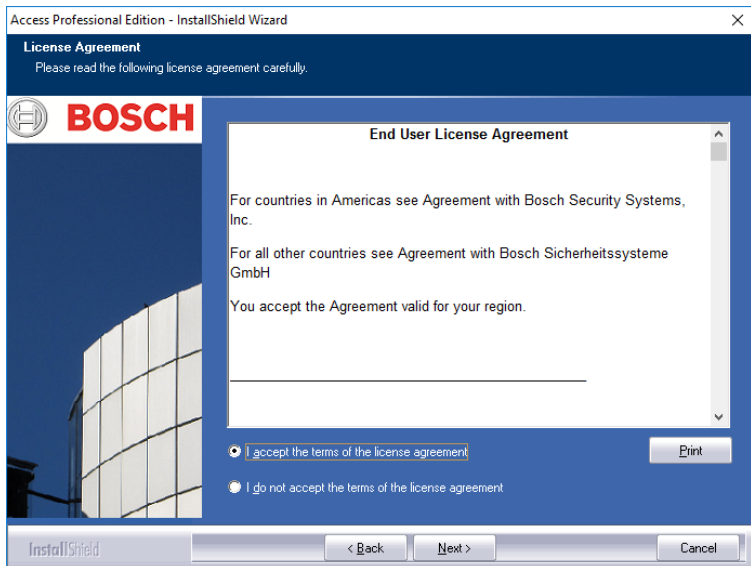 Access Professional Edition - InstallShield Wizard
License Agreement
Please read the following license agreement carefully.
BOSCH
End User License Agreement
For countries in Americas see Agreement with Bosch Security Systems,
Inc.
For all other countries see Agreement with Bosch Sicherheitssysteme
GmbH
You accept the Agreement valid for your region.
I accept the terms of the license agreement
Print
I do not accept the terms of the license agreement
InstallShield
< Back
Next >
Cancel